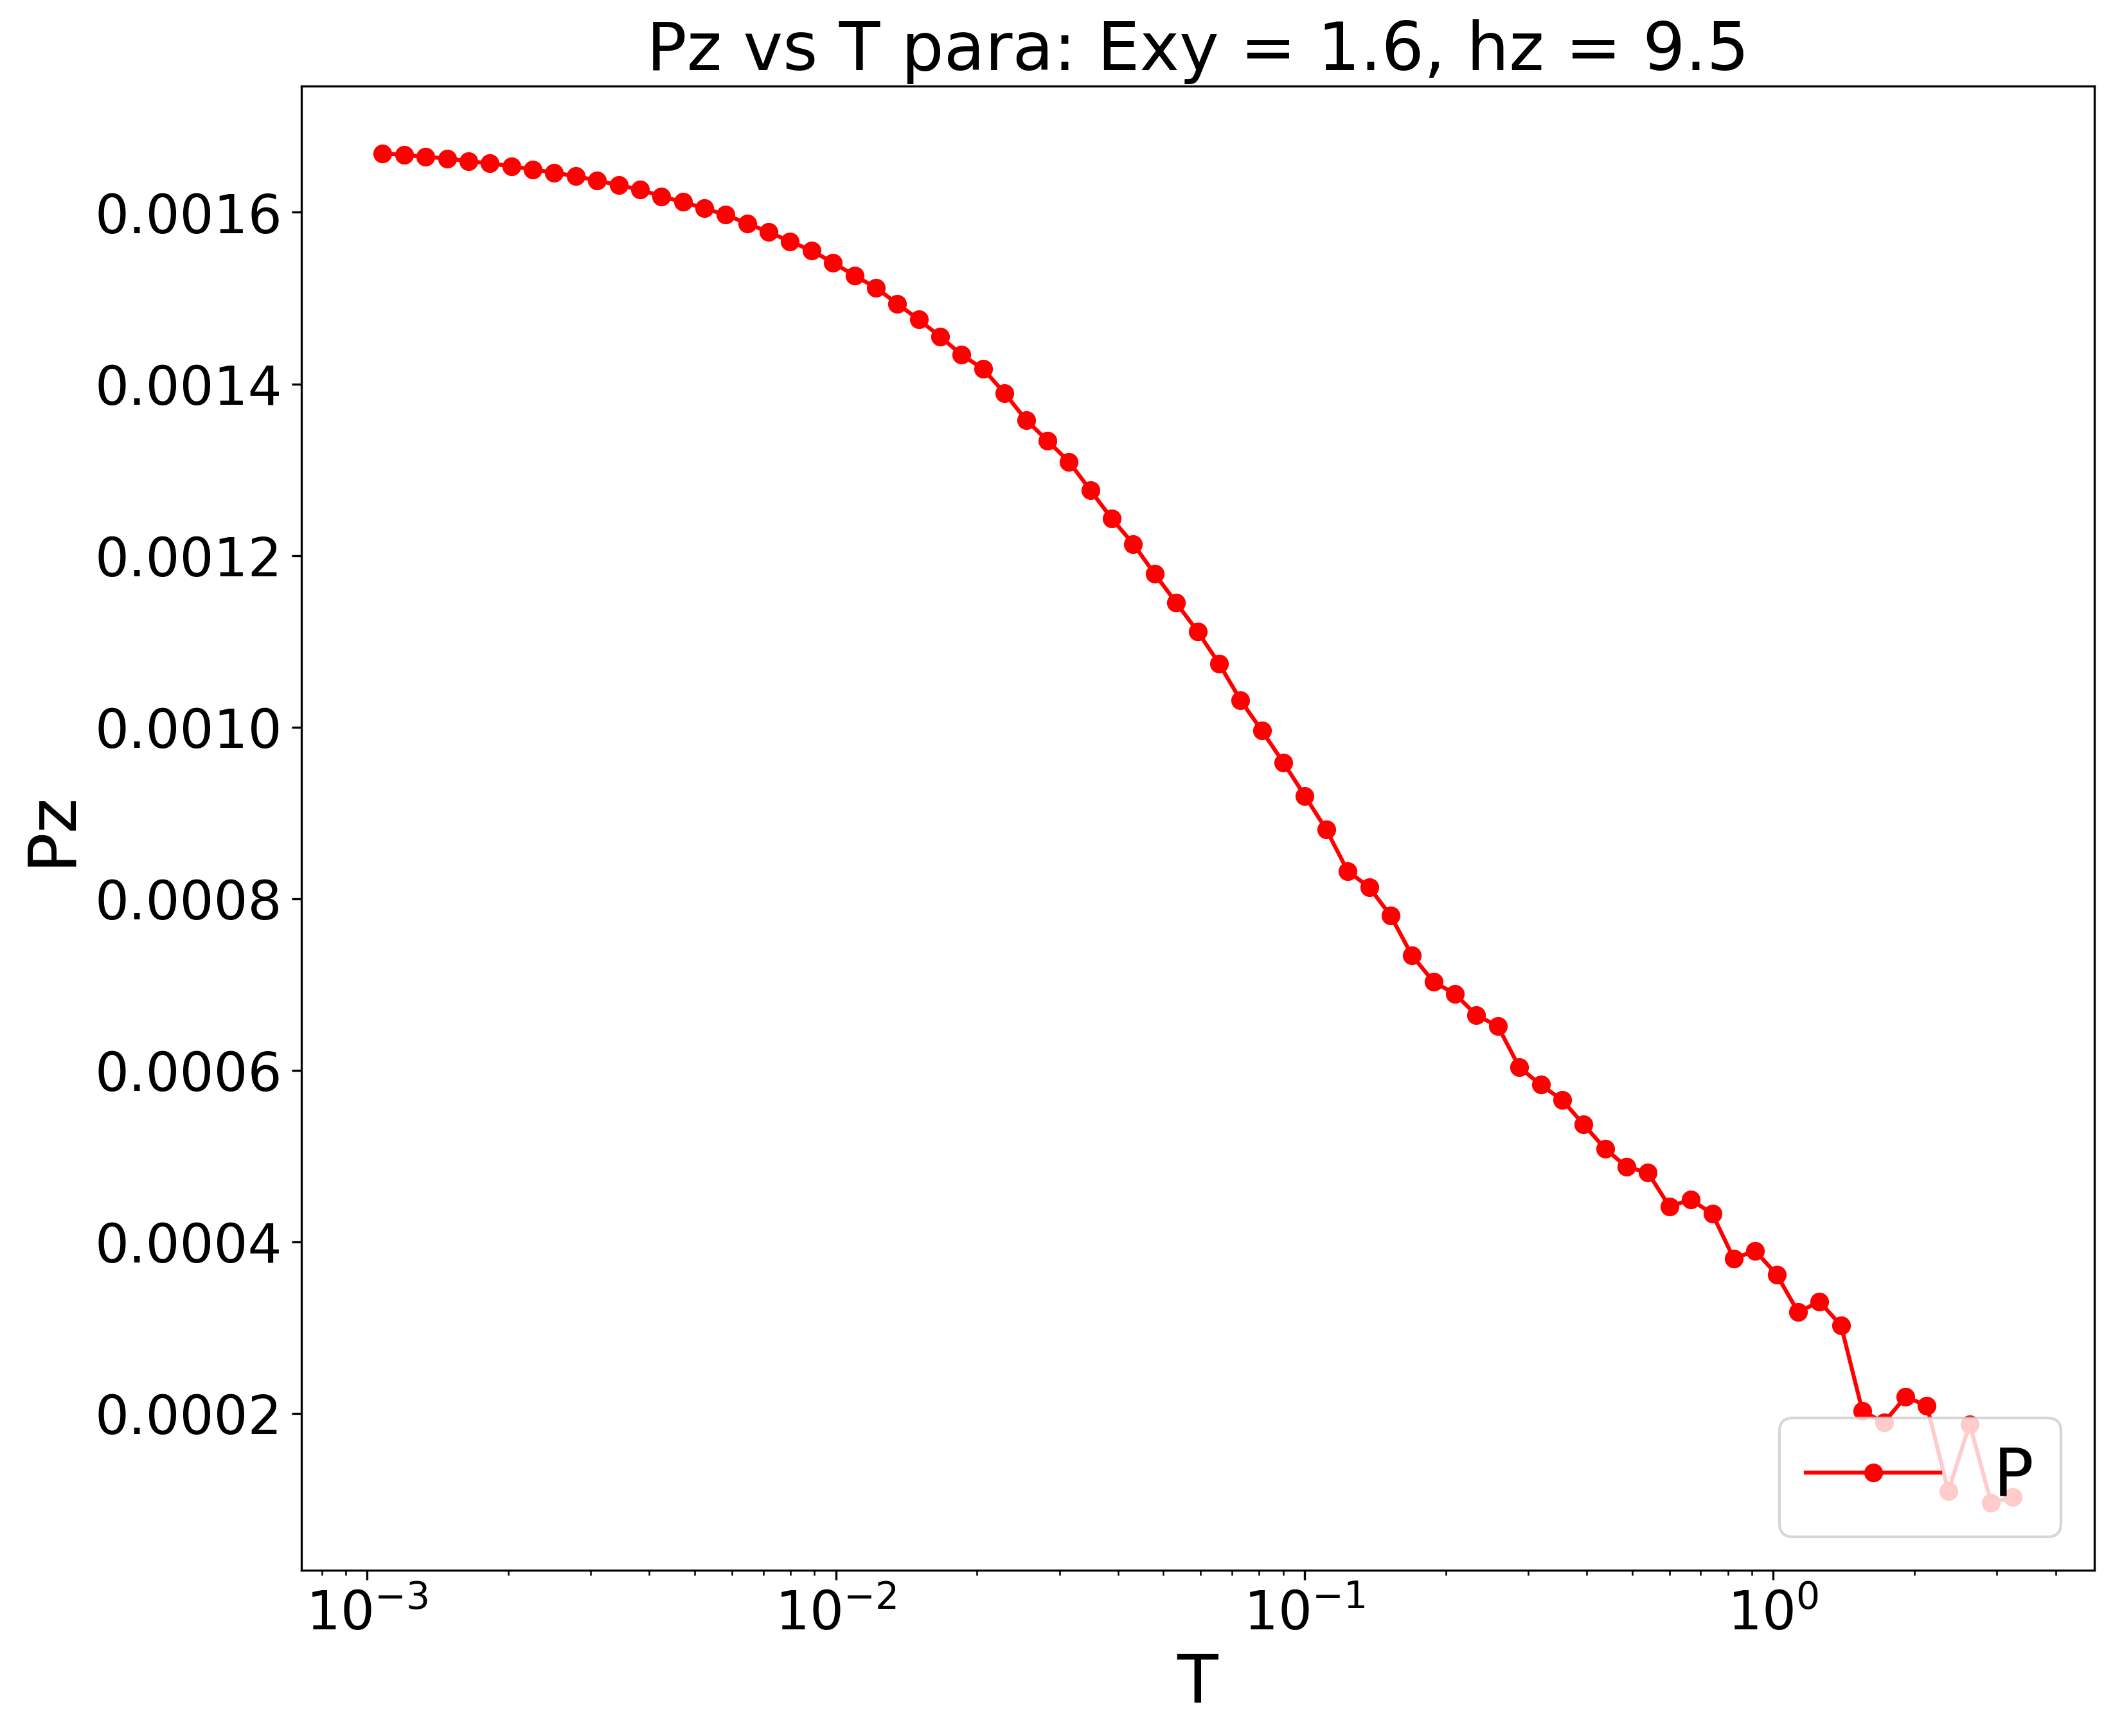 Pz vs T para: Exy = 1.6, hz = 9.5
Pz
0.0016
0.0014
0.0012
0.0010
0.0008
0.0006
0.0004
0.0002
P
10⁻³ 10⁻² 10⁻¹ 10⁰
T